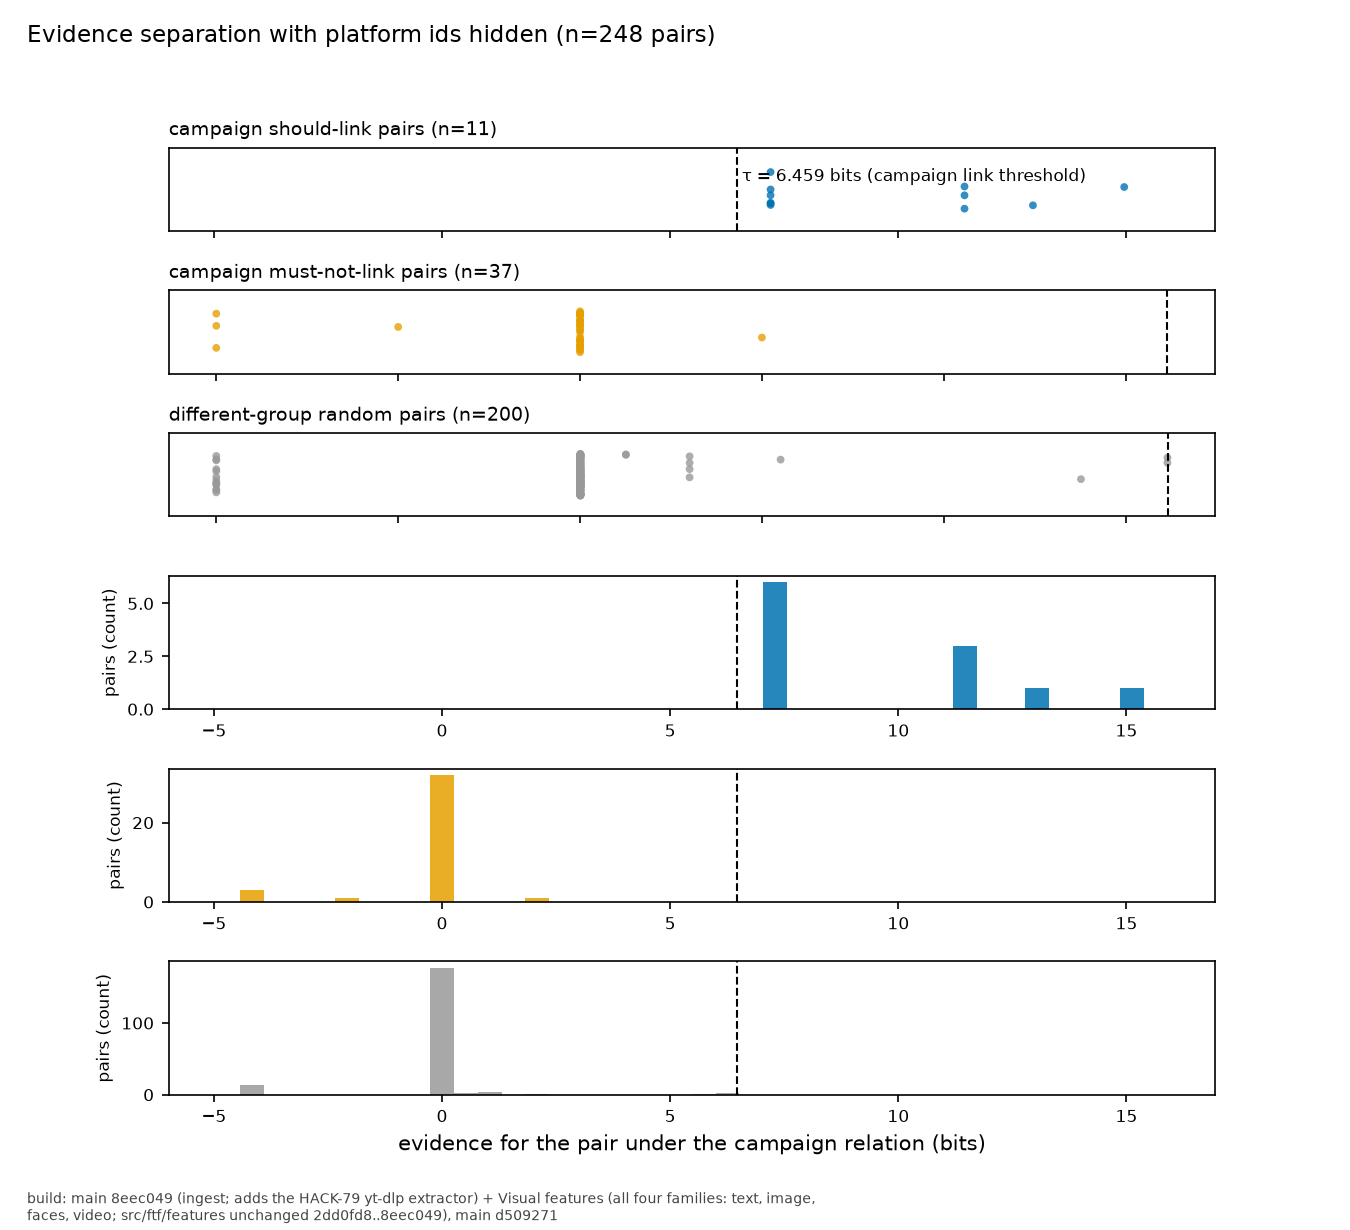 Evidence separation with platform ids hidden (n=248 pairs)
campaign should-link pairs (n=11)
τ = 6.459 bits (campaign link threshold)
campaign must-not-link pairs (n=37)
different-group random pairs (n=200)
pairs (count)
5.0
2.5
0.0
−5 0 5 10 15
pairs (count)
20
0
−5 0 5 10 15
pairs (count)
100
0
−5 0 5 10 15
evidence for the pair under the campaign relation (bits)
build: main 8eec049 (ingest; adds the HACK-79 yt-dlp extractor) + Visual features (all four families: text, image,
faces, video; src/ftf/features unchanged 2dd0fd8..8eec049), main d509271